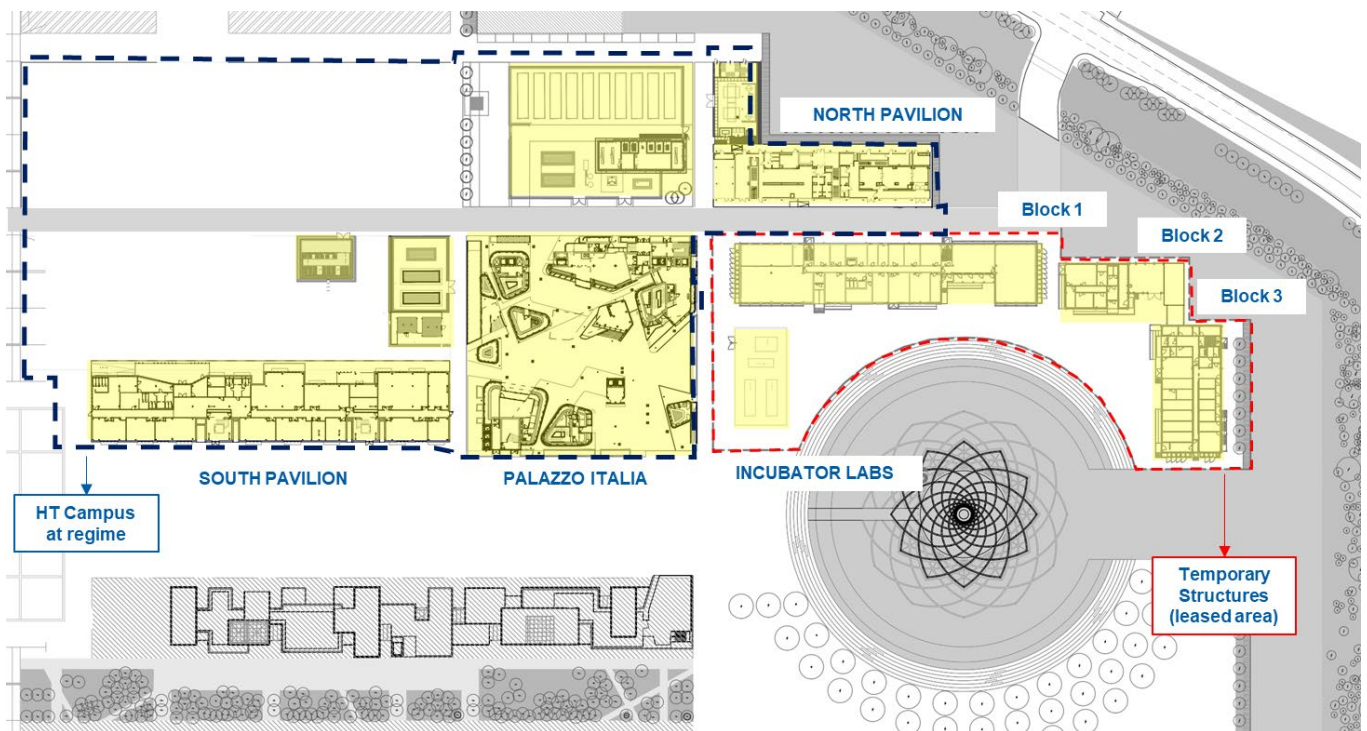 NORTH PAVILION
Block 1
Block 2
Block 3
SOUTH PAVILION
PALAZZO ITALIA
INCUBATOR LABS
HT Campus
at regime
Temporary
Structures
(leased area)